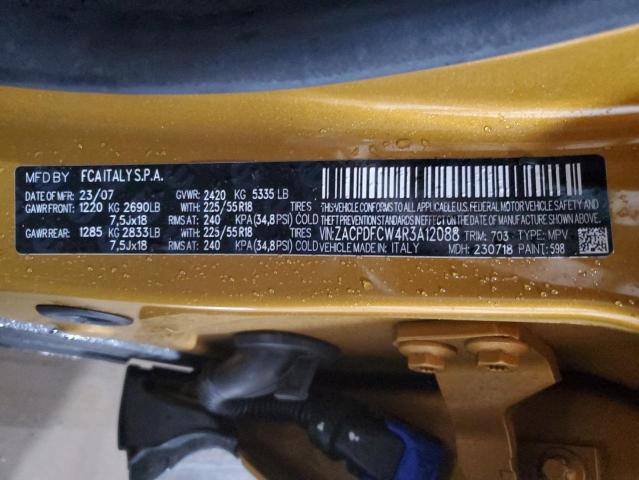 MFD BY FCA ITALY S.P.A.
DATE OF MFR 23/07 GVWR: 2420 KG 5335 LB
GAWR FRONT: 1220 KG 2690LB WITH: 225/55R18 TIRES
7,5Jx18 RIMS AT: 240 KPA (34,8PSI) COLD
GAWR REAR: 1285 KG 2833LB WITH: 225/55R18 TIRES
7,5Jx18 RIMS AT: 240 KPA (34,8PSI) COLD
THIS VEHICLE CONFORMS TO ALL APPLICABLE U.S. FEDERAL MOTOR
VEHICLE SAFETY, BUMPER, AND THEFT PREVENTION STANDARDS
IN EFFECT ON THE DATE OF MANUFACTURE SHOWN ABOVE
VIN: ZACPDFCW4R3A12088 TRIM: 703 TYPE: MPV
VEHICLE MADE IN: ITALY MDH: 230718 PAINT: 598